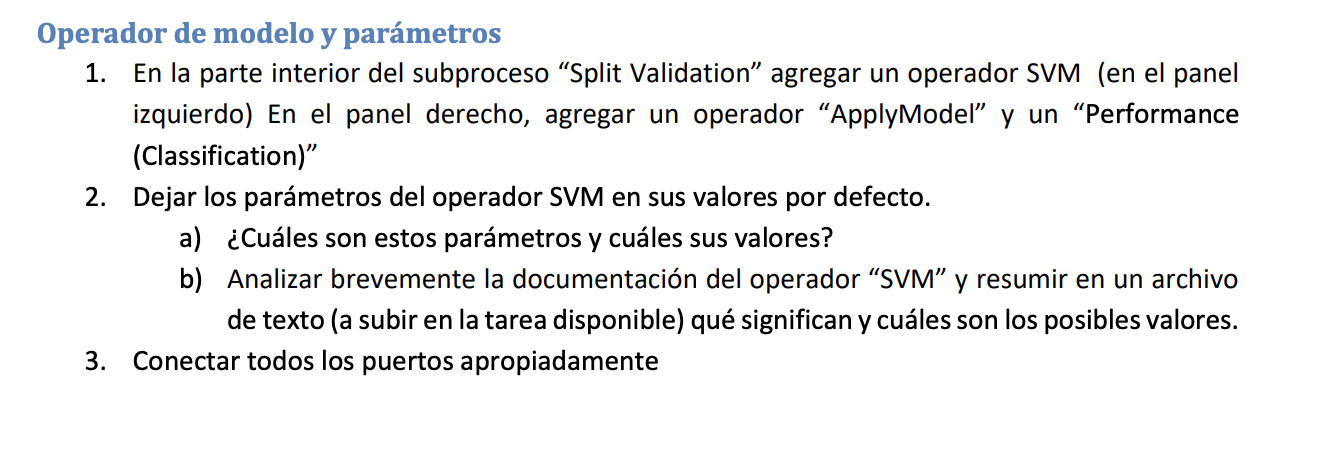 Operador de modelo y parámetros
1. En la parte interior del subproceso “Split Validation” agregar un operador SVM (en el panel
izquierdo) En el panel derecho, agregar un operador “ApplyModel” y un “Performance
(Classification)”
2. Dejar los parámetros del operador SVM en sus valores por defecto.
a) ¿Cuáles son estos parámetros y cuáles sus valores?
b) Analizar brevemente la documentación del operador “SVM” y resumir en un archivo
de texto (a subir en la tarea disponible) qué significan y cuáles son los posibles valores.
3. Conectar todos los puertos apropiadamente